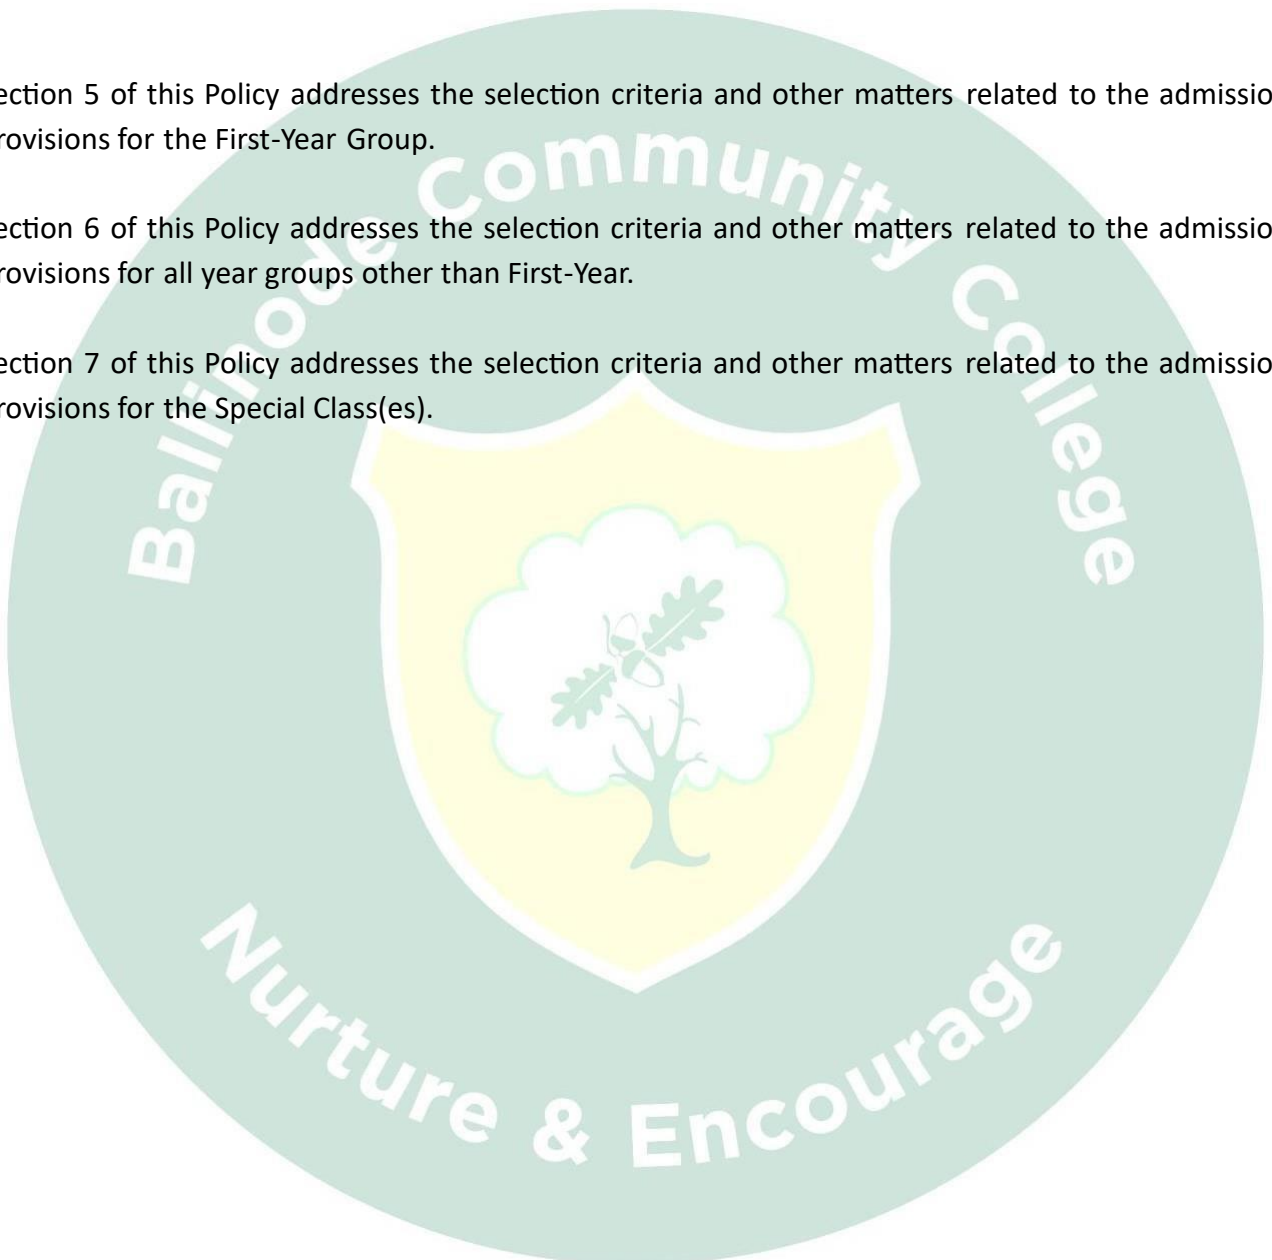 ection 5 of this Policy addresses the selection criteria and other matters related to the admissio
rovisions for the First-Year Group.
ection 6 of this Policy addresses the selection criteria and other matters related to the admissio
rovisions for all year groups other than First-Year.
ection 7 of this Policy addresses the selection criteria and other matters related to the admissio
rovisions for the Special Class(es).
Ballinode Community College
Nurture & Encourage